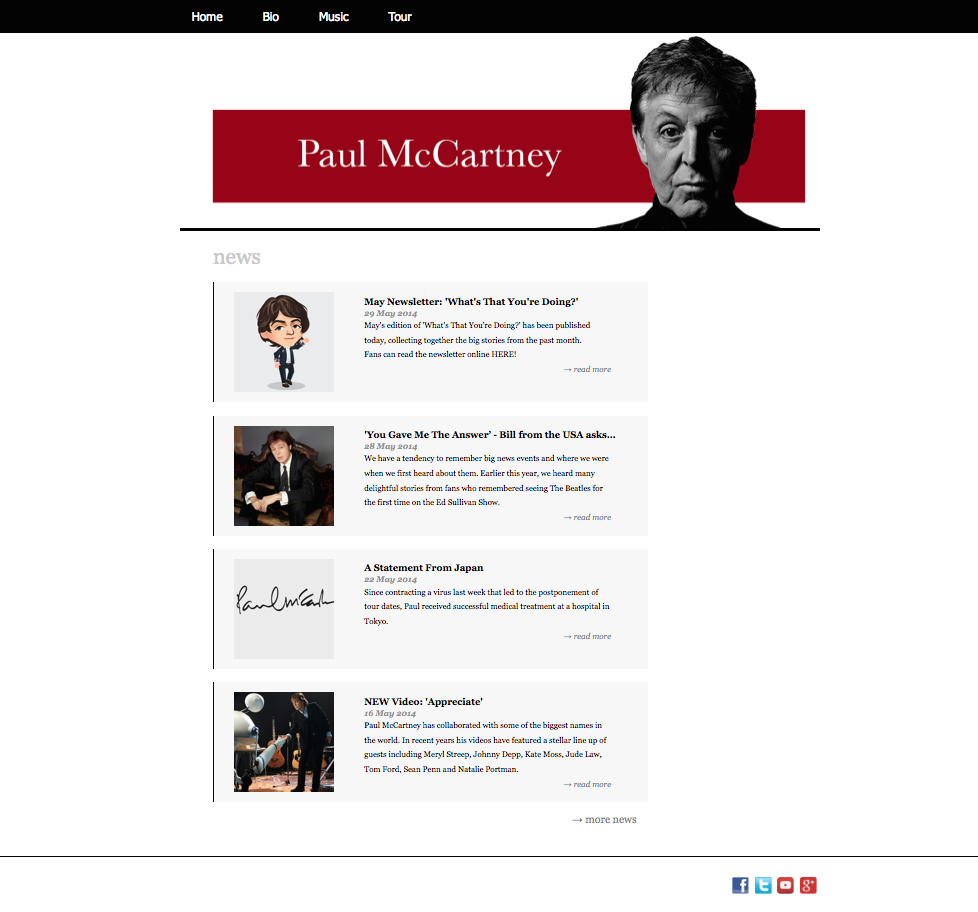 Home Bio Music Tour
Paul McCartney
news
May Newsletter: 'What's That You're Doing?'
29 May 2014
May's edition of 'What's That You're Doing?' has been published
today, collecting together the big stories from the past month.
Fans can read the newsletter online HERE!
→ read more
'You Gave Me The Answer' - Bill from the USA asks...
28 May 2014
We have a tendency to remember big news events and where we were
when we first heard about them. Earlier this year, we heard many
delightful stories from fans who remembered seeing The Beatles for
the first time on the Ed Sullivan Show.
→ read more
Paul McCartn
A Statement From Japan
22 May 2014
Since contracting a virus last week that led to the postponement of
tour dates, Paul received successful medical treatment at a hospital in
Tokyo.
→ read more
NEW Video: 'Appreciate'
16 May 2014
Paul McCartney has collaborated with some of the biggest names in
the world. In recent years his videos have featured a stellar line up of
guests including Meryl Streep, Johnny Depp, Kate Moss, Jude Law,
Tom Ford, Sean Penn and Natalie Portman.
→ read more
→ more news